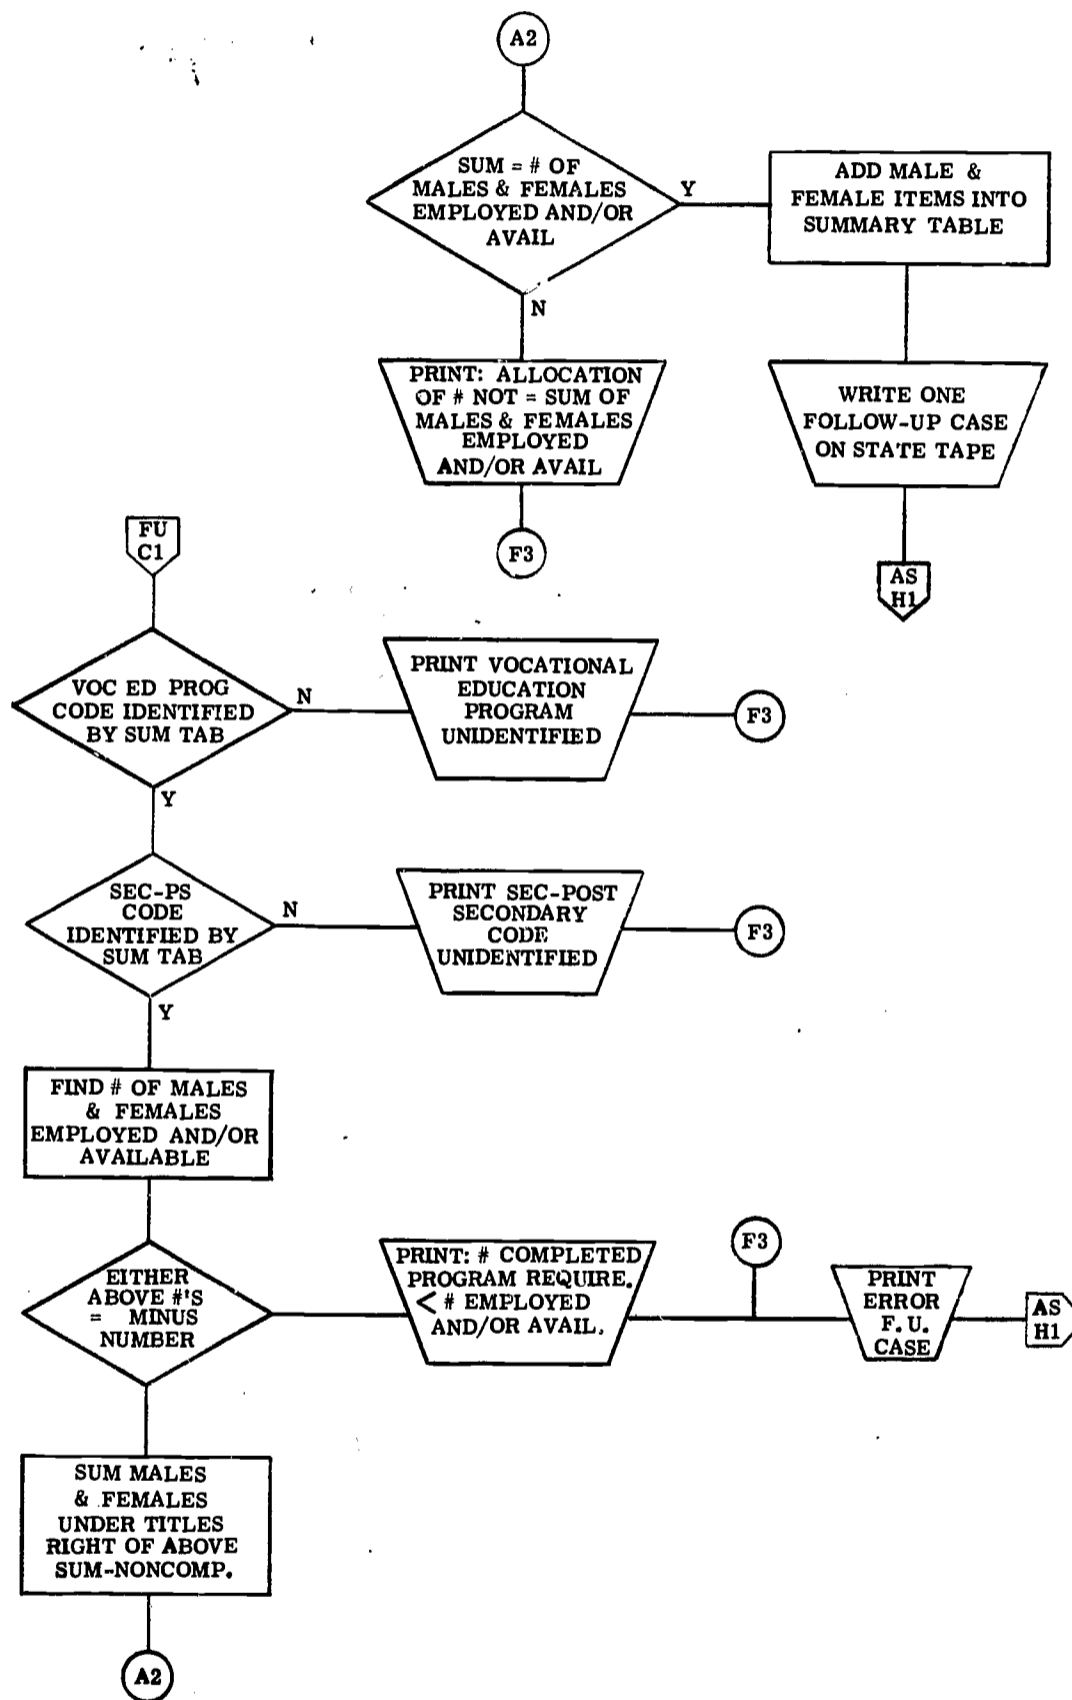 A2
SUM = # OF
MALES & FEMALES
EMPLOYED AND/OR
AVAIL
Y
ADD MALE &
FEMALE ITEMS INTO
SUMMARY TABLE
N
PRINT: ALLOCATION
OF # NOT = SUM OF
MALES & FEMALES
EMPLOYED
AND/OR AVAIL
WRITE ONE
FOLLOW-UP CASE
ON STATE TAPE
F3
AS
H1
FU
C1
VOC ED PROG
CODE IDENTIFIED
BY SUM TAB
N
PRINT VOCATIONAL
EDUCATION
PROGRAM
UNIDENTIFIED
F3
Y
SEC-PS
CODE
IDENTIFIED BY
SUM TAB
N
PRINT SEC-POST
SECONDARY
CODE
UNIDENTIFIED
F3
Y
FIND # OF MALES
& FEMALES
EMPLOYED AND/OR
AVAILABLE
EITHER
ABOVE #'S
= MINUS
NUMBER
PRINT: # COMPLETED
PROGRAM REQUIRE.
< # EMPLOYED
AND/OR AVAIL.
F3
PRINT
ERROR
F. U.
CASE
AS
H1
SUM MALES
& FEMALES
UNDER TITLES
RIGHT OF ABOVE
SUM-NONCOMP.
A2